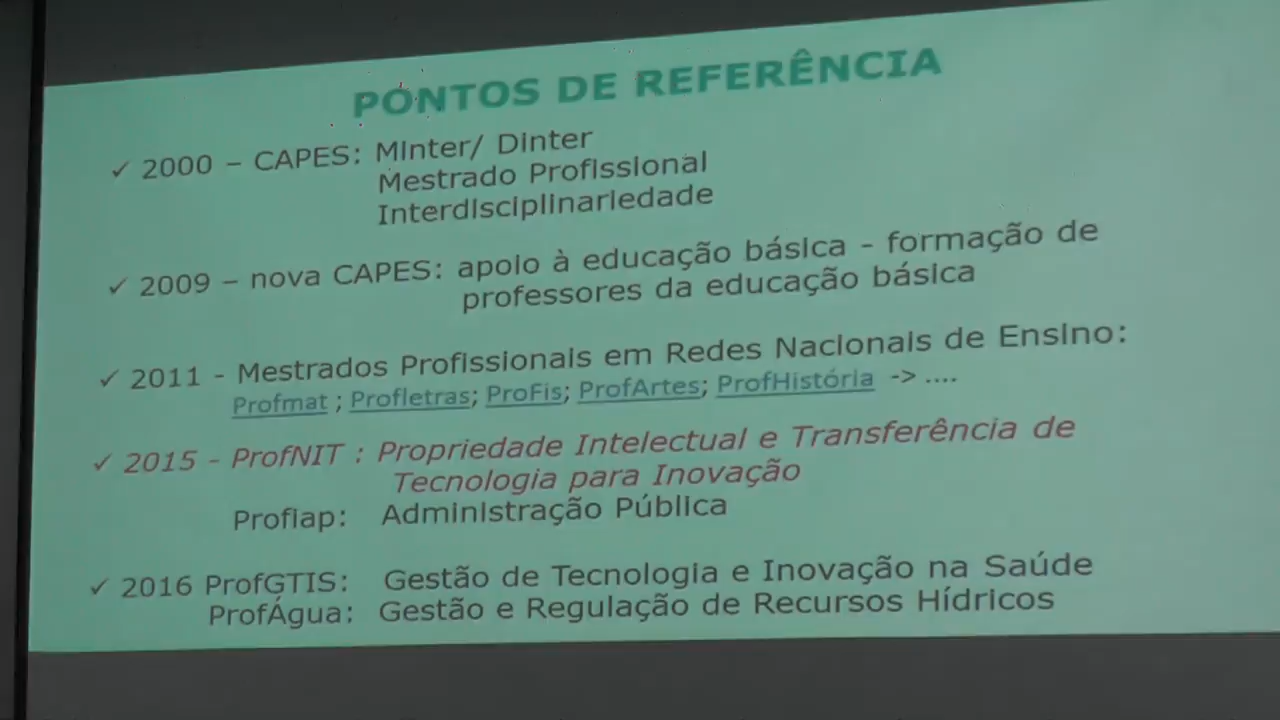 PONTOS DE REFERÊNCIA
✓ 2000 – CAPES: Minter/ Dinter
Mestrado Profissional
Interdisciplinariedade
✓ 2009 – nova CAPES: apoio à educação básica - formação de
professores da educação básica
✓ 2011 - Mestrados Profissionais em Redes Nacionais de Ensino:
Profmat ; Profletras; ProFis; ProfArtes; ProfHistória -> ....
✓ 2015 - ProfNIT : Propriedade Intelectual e Transferência de
Tecnologia para Inovação
Profiap: Administração Pública
✓ 2016 ProfGTIS: Gestão de Tecnologia e Inovação na Saúde
ProfÁgua: Gestão e Regulação de Recursos Hídricos